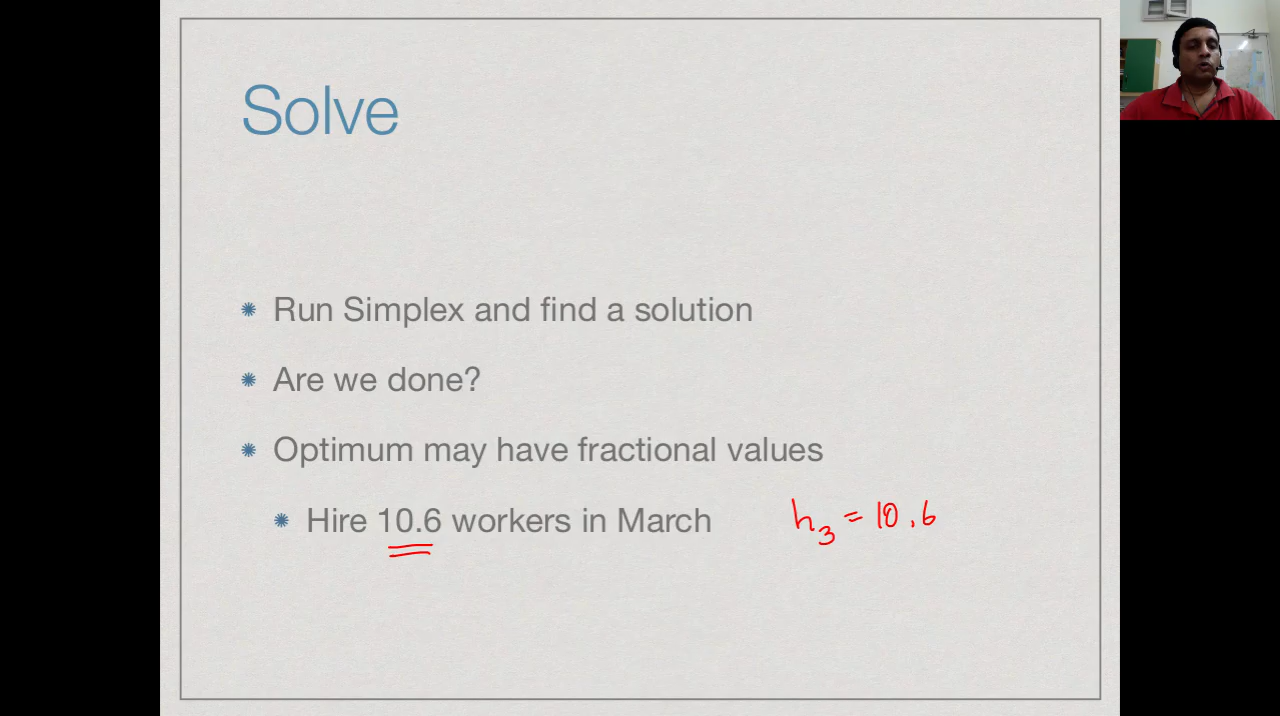 Solve
Run Simplex and find a solution
Are we done?
Optimum may have fractional values
Hire 10.6 workers in March
h₃ = 10.6